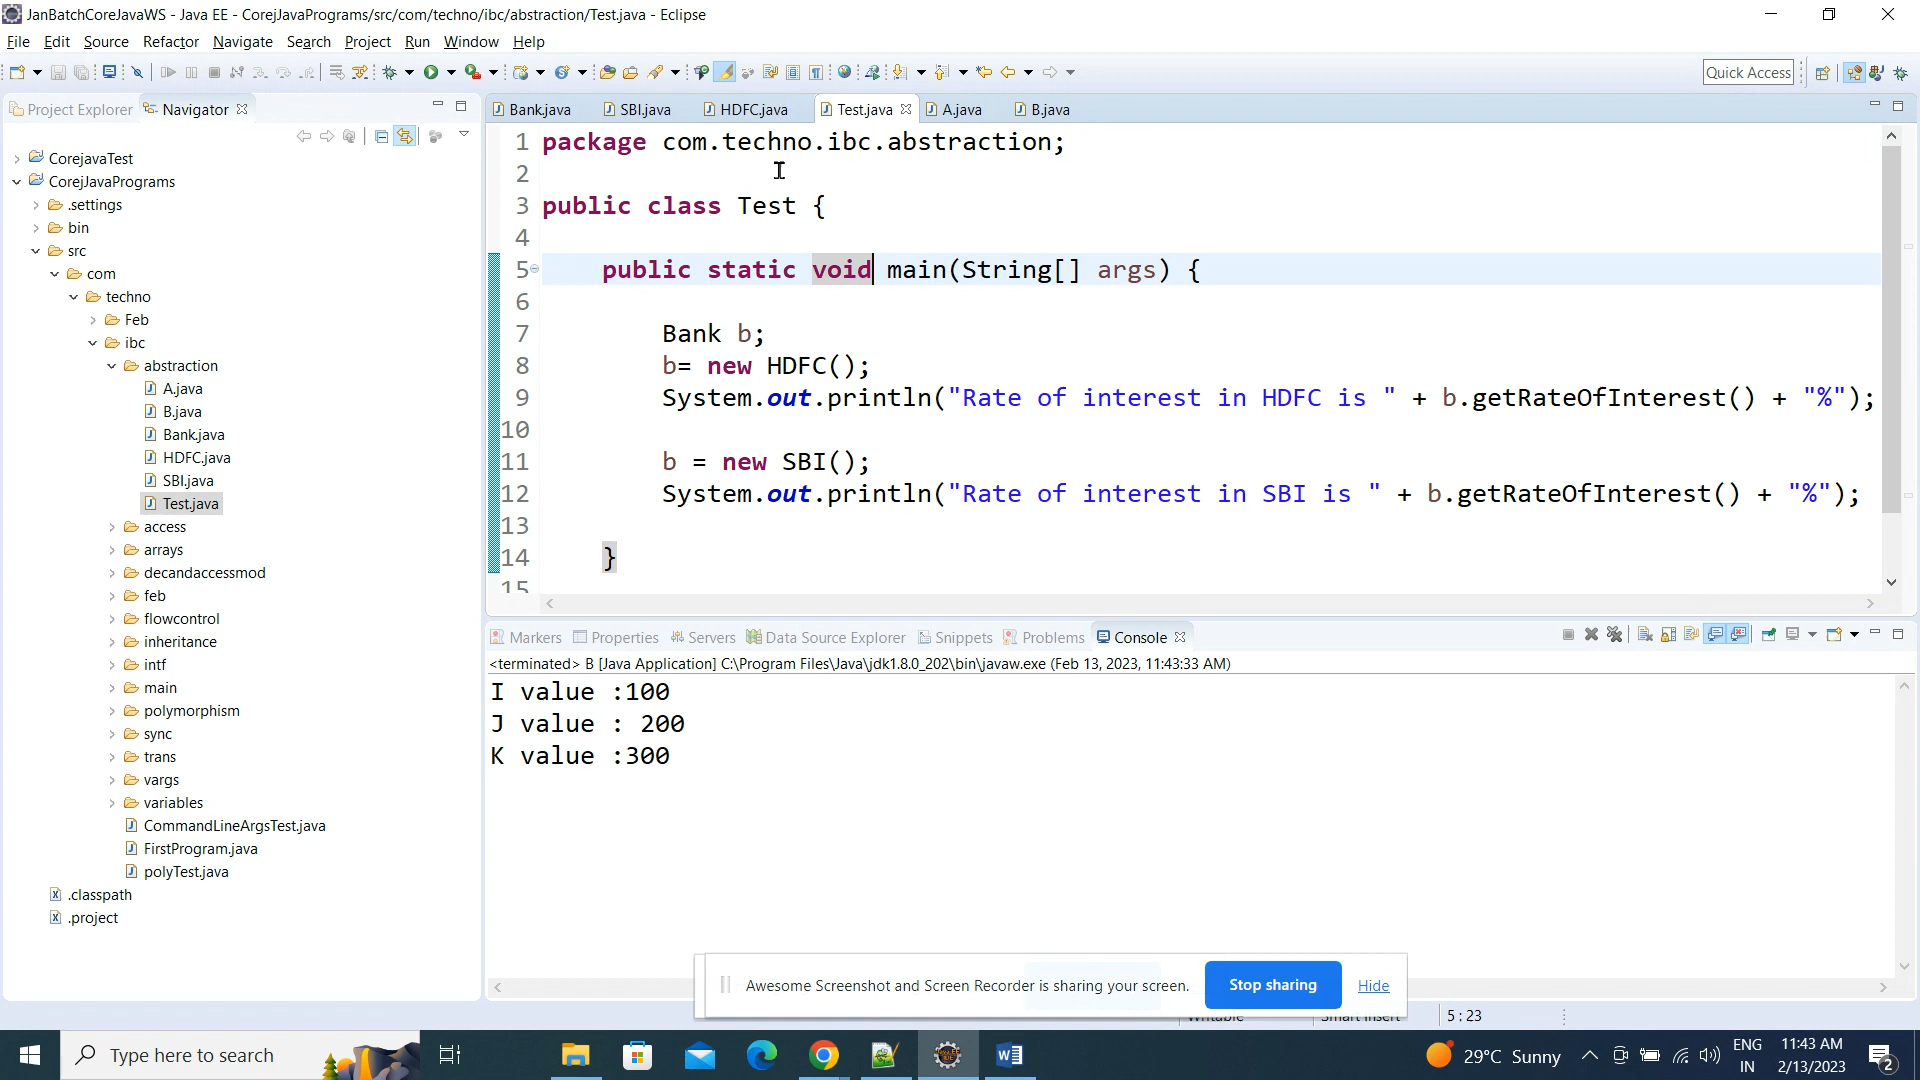 JanBatchCoreJavaWS - Java EE - CorejJavaPrograms/src/com/techno/ibc/abstraction/Test.java - Eclipse
File Edit Source Refactor Navigate Search Project Run Window Help
Quick Access
Project Explorer Navigator
CorejavaTest
CorejJavaPrograms
.settings
bin
src
com
techno
Feb
ibc
abstraction
A.java
B.java
Bank.java
HDFC.java
SBI.java
Test.java
access
arrays
decandaccessmod
feb
flowcontrol
inheritance
intf
main
polymorphism
sync
trans
vargs
variables
CommandLineArgsTest.java
FirstProgram.java
polyTest.java
.classpath
.project
Bank.java SBI.java HDFC.java Test.java A.java B.java
1 package com.techno.ibc.abstraction;
2
3 public class Test {
4
5 public static void main(String[] args) {
6
7 Bank b;
8 b= new HDFC();
9 System.out.println("Rate of interest in HDFC is " + b.getRateOfInterest() + "%");
10
11 b = new SBI();
12 System.out.println("Rate of interest in SBI is " + b.getRateOfInterest() + "%");
13
14 }
15
Markers Properties Servers Data Source Explorer Snippets Problems Console
<terminated> B [Java Application] C:\Program Files\Java\jdk1.8.0_202\bin\javaw.exe (Feb 13, 2023, 11:43:33 AM)
I value :100
J value : 200
K value :300
Awesome Screenshot and Screen Recorder is sharing your screen. Stop sharing Hide
Writable Smart Insert 5 : 23
Type here to search
29°C Sunny
ENG
IN
11:43 AM
2/13/2023
2